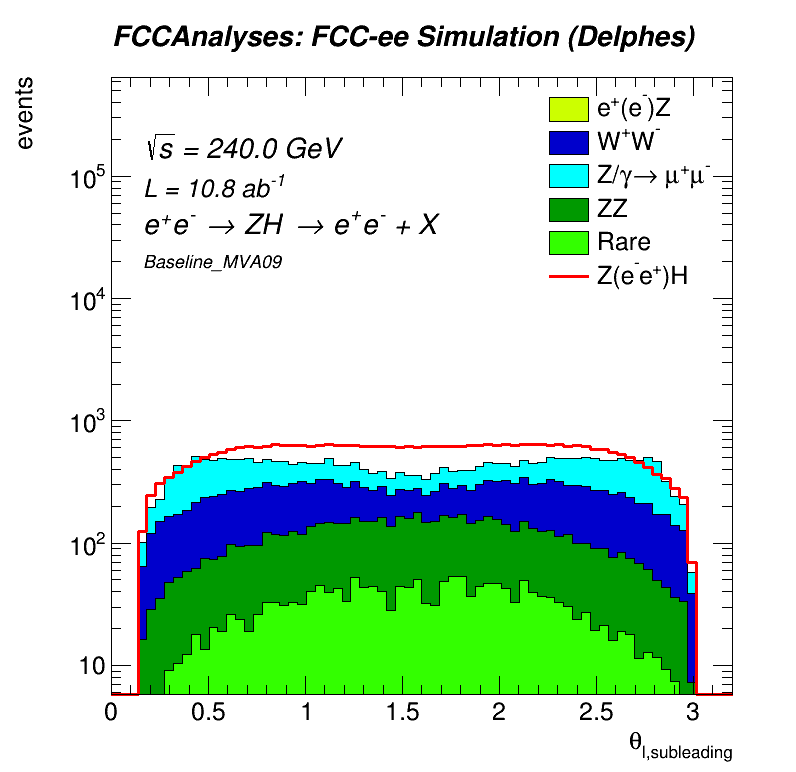 FCCAnalyses: FCC-ee Simulation (Delphes)
events
√s = 240.0 GeV
L = 10.8 ab⁻¹
e⁺e⁻ → ZH → e⁺e⁻ + X
Baseline_MVA09
e⁺(e⁻)Z
W⁺W⁻
Z/γ→ μ⁺μ⁻
ZZ
Rare
Z(e⁻e⁺)H
10⁵
10⁴
10³
10²
10
0 0.5 1 1.5 2 2.5 3
θl,subleading